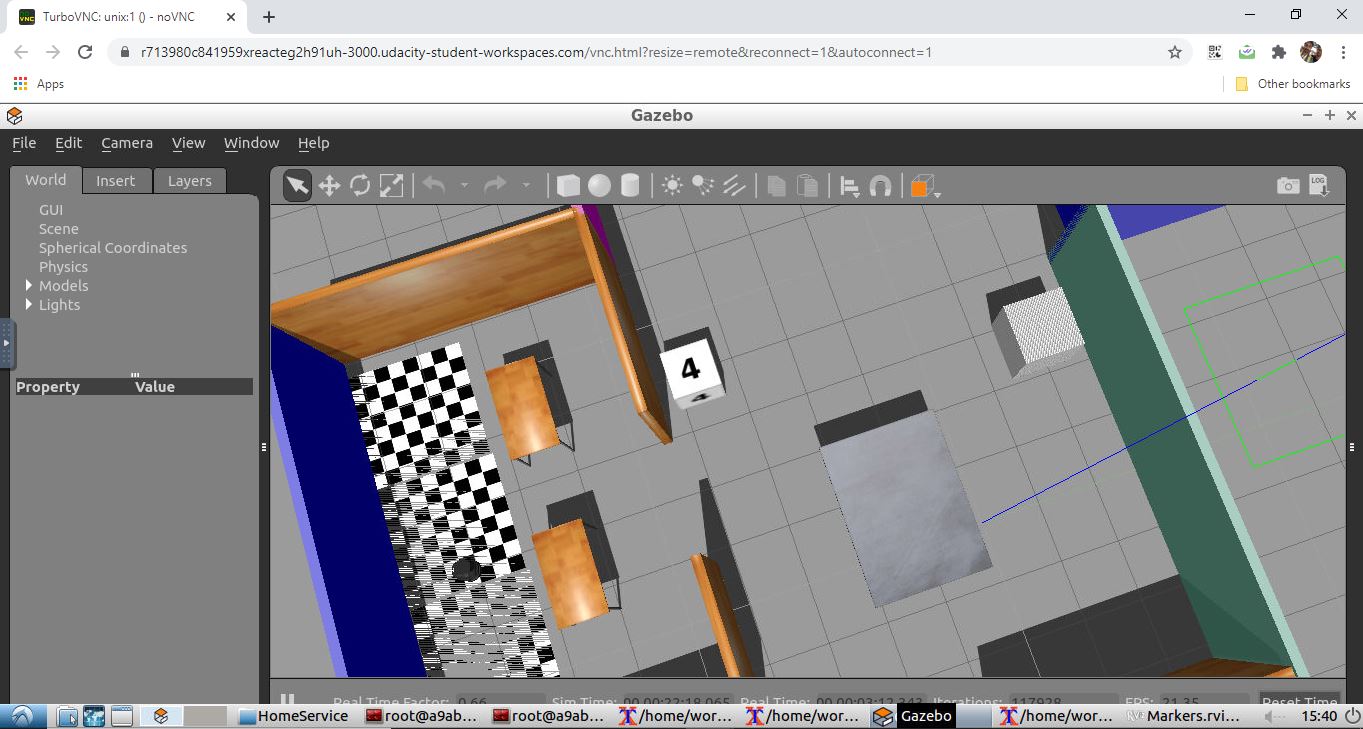 TurboVNC: unix:1 () - noVNC
r713980c841959xreacteg2h91uh-3000.udacity-student-workspaces.com/vnc.html?resize=remote&reconnect=1&autoconnect=1
Apps
Other bookmarks
Gazebo
File Edit Camera View Window Help
World Insert Layers
LOG
GUI
Scene
Spherical Coordinates
Physics
Models
Lights
Property Value
4
Real Time Factor: 0.66 Sim Time: 00 00:22:18.065 Real Time: 00 00:03:12.343 Iterations: 117928 FPS: 21.35 Reset Time
HomeService root@a9ab... root@a9ab... /home/wor... /home/wor... Gazebo /home/wor... Markers.rvi... 15:40